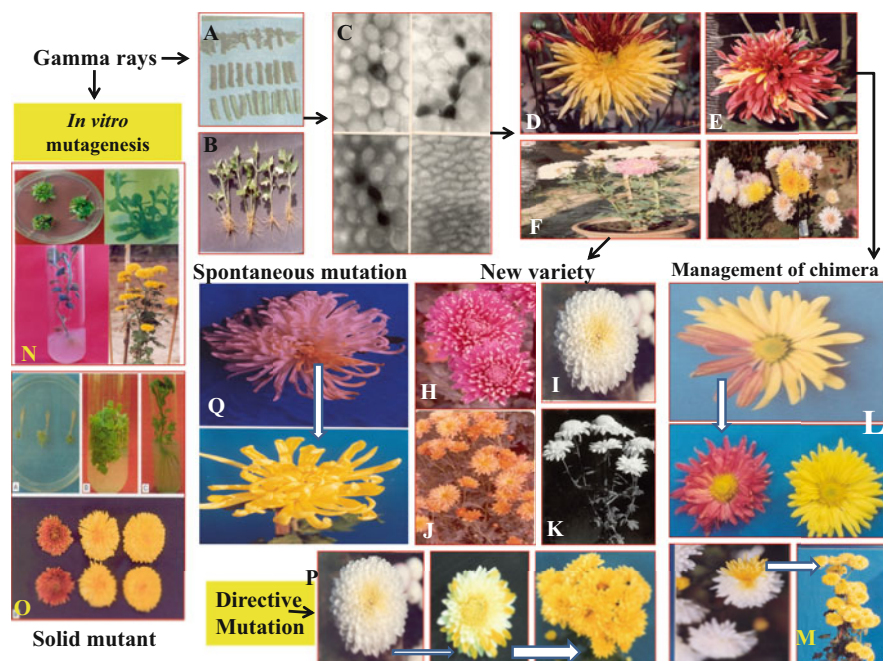 Gamma rays
In vitro
mutagenesis
A
B
C
D
E
F
Spontaneous mutation
New variety
Management of chimera
N
Q
H
I
J
K
L
A
B
C
O
Solid mutant
P
Directive
Mutation
M